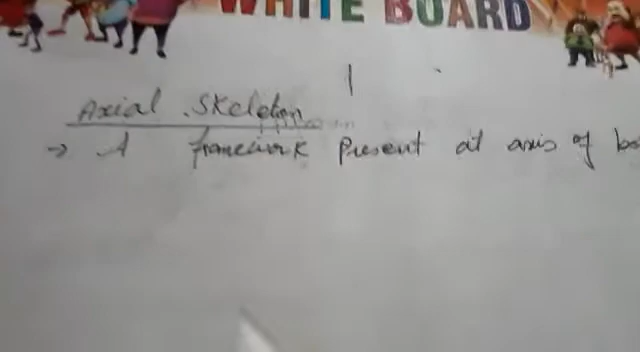 WHITE BOARD
Axial Skeleton
→ A framework Present at axis of